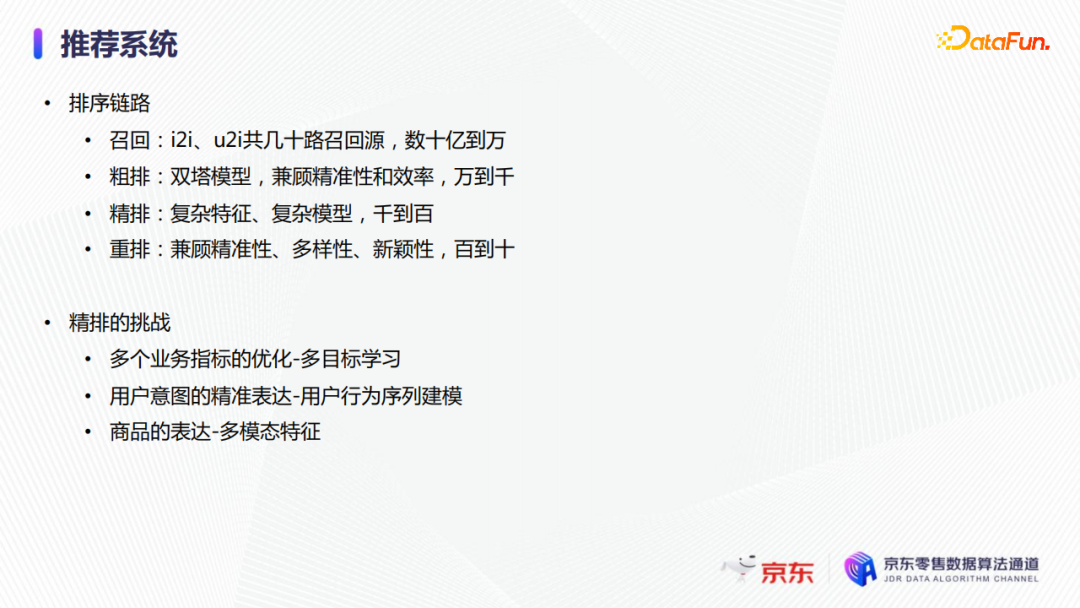 推荐系统
DataFun.
• 排序链路
• 召回：i2i、u2i共几十路召回源，数十亿到万
• 粗排：双塔模型，兼顾精准性和效率，万到千
• 精排：复杂特征、复杂模型，千到百
• 重排：兼顾精准性、多样性、新颖性，百到十
• 精排的挑战
• 多个业务指标的优化-多目标学习
• 用户意图的精准表达-用户行为序列建模
• 商品的表达-多模态特征
京东
京东零售数据算法通道
JDR DATA ALGORITHM CHANNEL